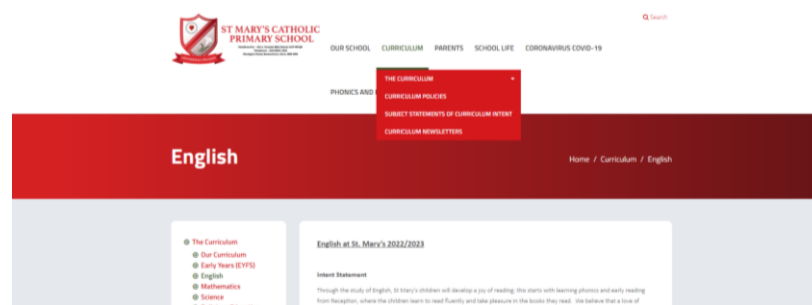 Search
ST MARY'S CATHOLIC
PRIMARY SCHOOL
OUR SCHOOL CURRICULUM PARENTS SCHOOL LIFE CORONAVIRUS COVID-19
PHONICS AND
THE CURRICULUM
CURRICULUM POLICIES
SUBJECT STATEMENTS OF CURRICULUM INTENT
CURRICULUM NEWSLETTERS
English
Home / Curriculum / English
The Curriculum
Our Curriculum
Early Years (EYFS)
English
Mathematics
Science
English at St. Mary's 2022/2023
Intent Statement
Through the study of English, St Mary's children will develop a joy of reading; this starts with learning phonics and early reading
from Reception, where the children learn to read fluently and take pleasure in the books they read. We believe that a love of